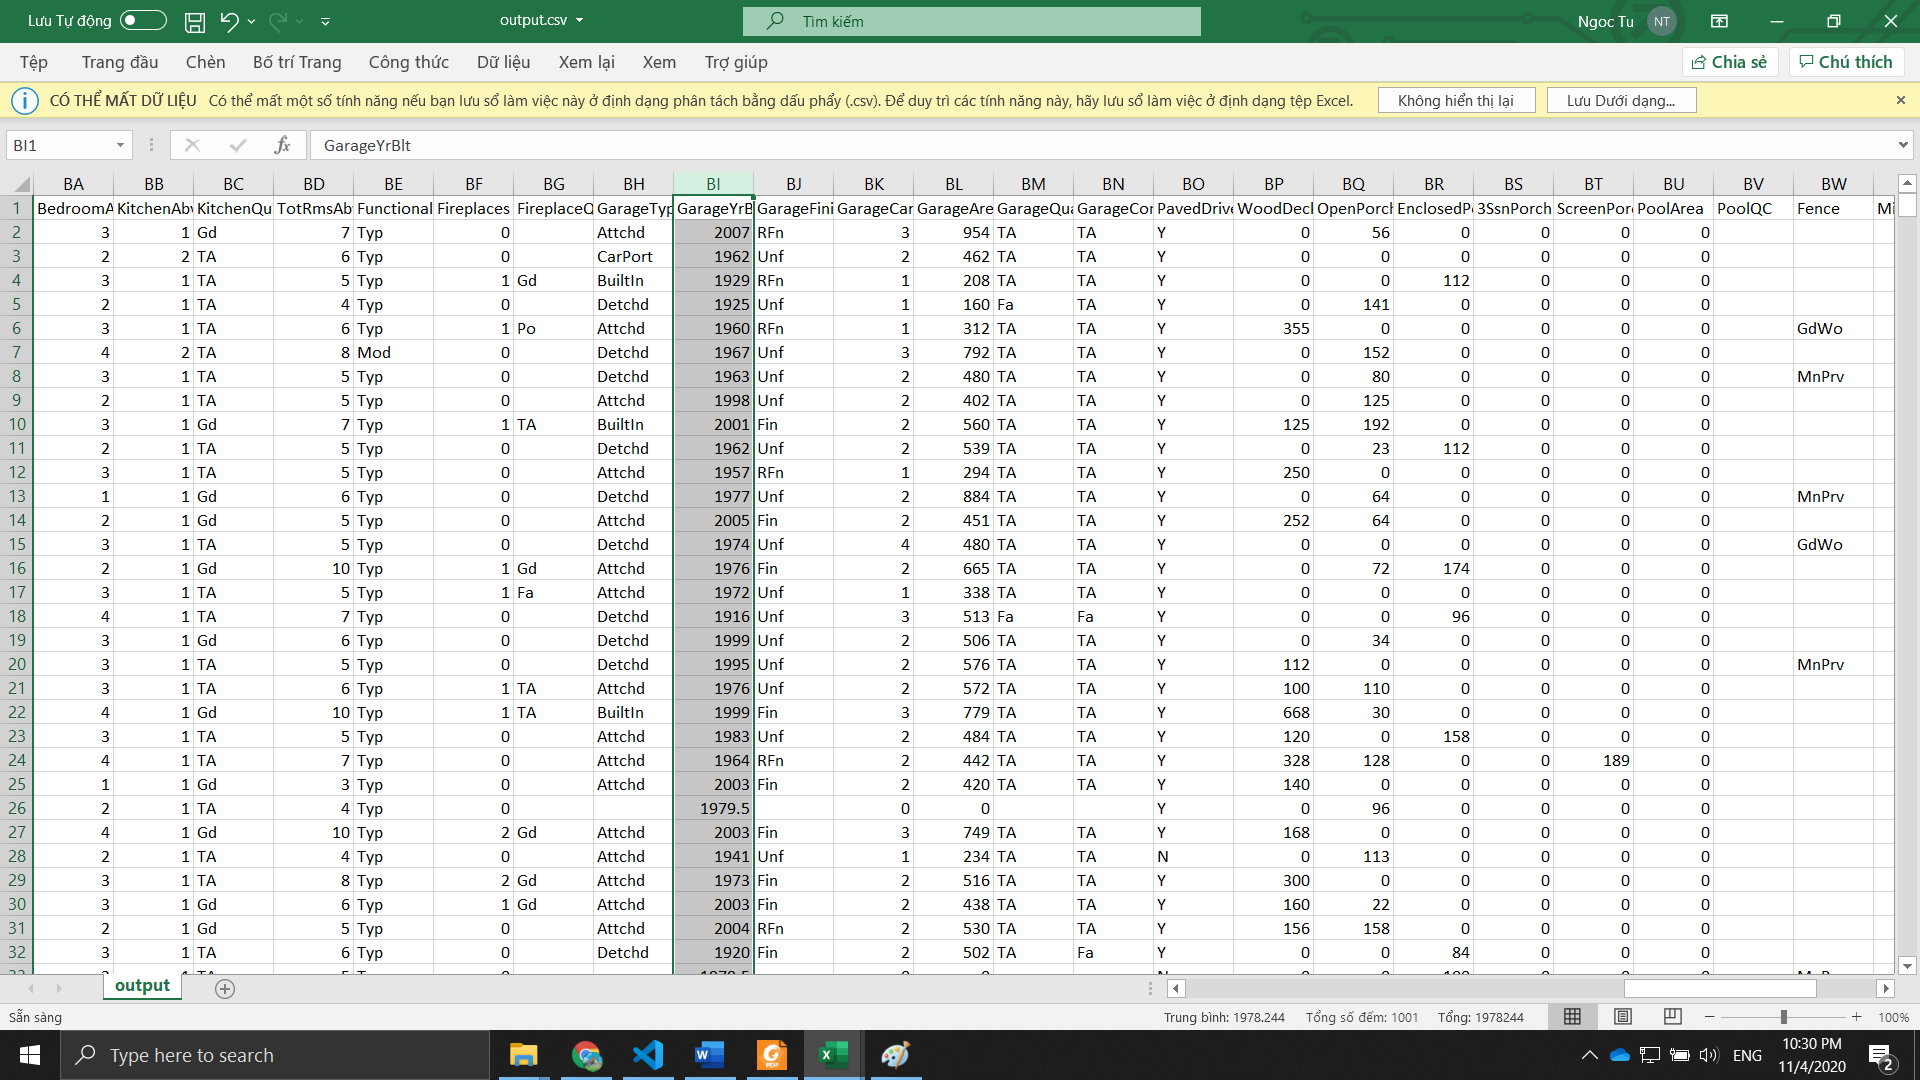 Lưu Tự động
output.csv
Tìm kiếm
Ngoc Tu NT
Tệp Trang đầu Chèn Bố trí Trang Công thức Dữ liệu Xem lại Xem Trợ giúp Chia sẻ Chú thích
CÓ THỂ MẤT DỮ LIỆU Có thể mất một số tính năng nếu bạn lưu sổ làm việc này ở định dạng phân tách bằng dấu phẩy (.csv). Để duy trì các tính năng này, hãy lưu sổ làm việc ở định dạng tệp Excel. Không hiển thị lại Lưu Dưới dạng...
BI1 fx GarageYrBlt
BA BB BC BD BE BF BG BH BI BJ BK BL BM BN BO BP BQ BR BS BT BU BV BW
1 BedroomA KitchenAbv KitchenQu TotRmsAb Functional Fireplaces FireplaceQ GarageTyp GarageYrB GarageFini GarageCar GarageAre GarageQua GarageCor PavedDrive WoodDecl OpenPorch EnclosedPo 3SsnPorch ScreenPorc PoolArea PoolQC Fence Mi
2 3 1 Gd 7 Typ 0 Attchd 2007 RFn 3 954 TA TA Y 0 56 0 0 0 0
3 2 2 TA 6 Typ 0 CarPort 1962 Unf 2 462 TA TA Y 0 0 0 0 0 0
4 3 1 TA 5 Typ 1 Gd BuiltIn 1929 RFn 1 208 TA TA Y 0 0 112 0 0 0
5 2 1 TA 4 Typ 0 Detchd 1925 Unf 1 160 Fa TA Y 0 141 0 0 0 0
6 3 1 TA 6 Typ 1 Po Attchd 1960 RFn 1 312 TA TA Y 355 0 0 0 0 0 GdWo
7 4 2 TA 8 Mod 0 Detchd 1967 Unf 3 792 TA TA Y 0 152 0 0 0 0
8 3 1 TA 5 Typ 0 Detchd 1963 Unf 2 480 TA TA Y 0 80 0 0 0 0 MnPrv
9 2 1 TA 5 Typ 0 Attchd 1998 Unf 2 402 TA TA Y 0 125 0 0 0 0
10 3 1 Gd 7 Typ 1 TA BuiltIn 2001 Fin 2 560 TA TA Y 125 192 0 0 0 0
11 2 1 TA 5 Typ 0 Detchd 1962 Unf 2 539 TA TA Y 0 23 112 0 0 0
12 3 1 TA 5 Typ 0 Attchd 1957 RFn 1 294 TA TA Y 250 0 0 0 0 0
13 1 1 Gd 6 Typ 0 Detchd 1977 Unf 2 884 TA TA Y 0 64 0 0 0 0 MnPrv
14 2 1 Gd 5 Typ 0 Attchd 2005 Fin 2 451 TA TA Y 252 64 0 0 0 0
15 3 1 TA 5 Typ 0 Detchd 1974 Unf 4 480 TA TA Y 0 0 0 0 0 0 GdWo
16 2 1 Gd 10 Typ 1 Gd Attchd 1976 Fin 2 665 TA TA Y 0 72 174 0 0 0
17 3 1 TA 5 Typ 1 Fa Attchd 1972 Unf 1 338 TA TA Y 0 0 0 0 0 0
18 4 1 TA 7 Typ 0 Detchd 1916 Unf 3 513 Fa Fa Y 0 0 96 0 0 0
19 3 1 Gd 6 Typ 0 Detchd 1999 Unf 2 506 TA TA Y 0 34 0 0 0 0
20 3 1 TA 5 Typ 0 Detchd 1995 Unf 2 576 TA TA Y 112 0 0 0 0 0 MnPrv
21 3 1 TA 6 Typ 1 TA Attchd 1976 Unf 2 572 TA TA Y 100 110 0 0 0 0
22 4 1 Gd 10 Typ 1 TA BuiltIn 1999 Fin 3 779 TA TA Y 668 30 0 0 0 0
23 3 1 TA 5 Typ 0 Attchd 1983 Unf 2 484 TA TA Y 120 0 158 0 0 0
24 4 1 TA 7 Typ 0 Attchd 1964 RFn 2 442 TA TA Y 328 128 0 0 189 0
25 1 1 Gd 3 Typ 0 Attchd 2003 Fin 2 420 TA TA Y 140 0 0 0 0 0
26 2 1 TA 4 Typ 0 1979.5 0 0 Y 0 96 0 0 0 0
27 4 1 Gd 10 Typ 2 Gd Attchd 2003 Fin 3 749 TA TA Y 168 0 0 0 0 0
28 2 1 TA 4 Typ 0 Attchd 1941 Unf 1 234 TA TA N 0 113 0 0 0 0
29 3 1 TA 8 Typ 2 Gd Attchd 1973 Fin 2 516 TA TA Y 300 0 0 0 0 0
30 3 1 Gd 6 Typ 1 Gd Attchd 2003 Fin 2 438 TA TA Y 160 22 0 0 0 0
31 2 1 Gd 5 Typ 0 Attchd 2004 RFn 2 530 TA TA Y 156 158 0 0 0 0
32 3 1 TA 6 Typ 0 Detchd 1920 Fin 2 502 TA Fa Y 0 0 84 0 0 0
output
Sẵn sàng Trung bình: 1978.244 Tổng số đếm: 1001 Tổng: 1978244 100%
Type here to search
ENG
10:30 PM
11/4/2020
2